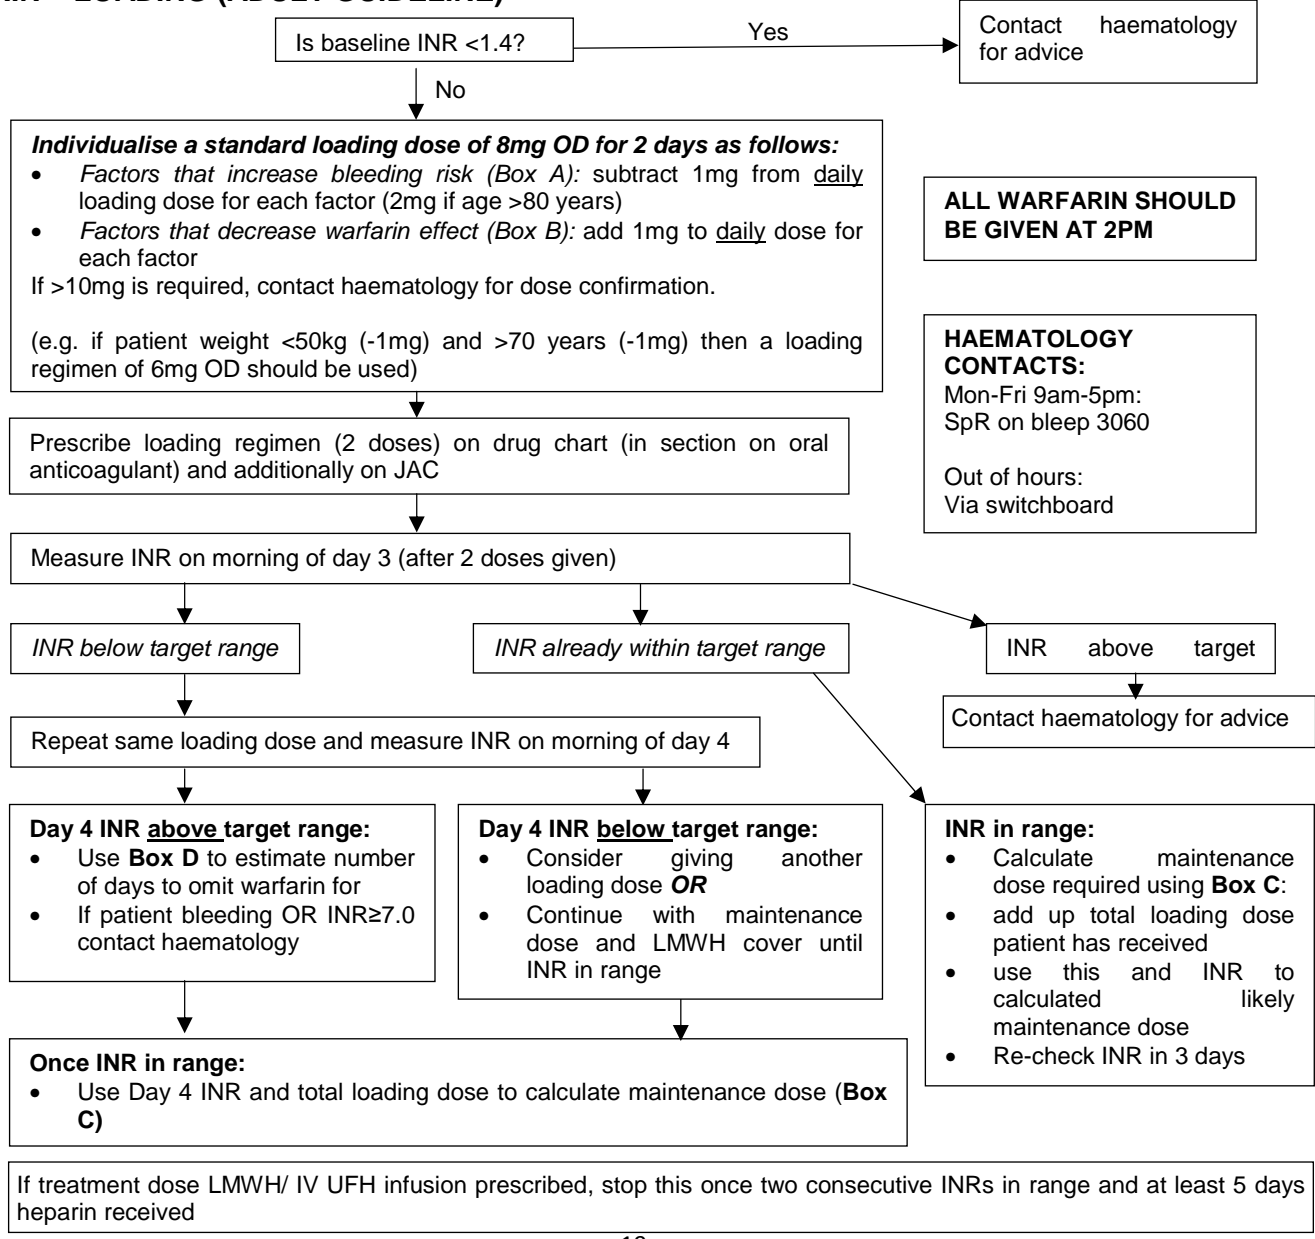 LOADING (ADULT GUIDELINE)
Is baseline INR <1.4?
Yes
Contact haematology
for advice
No
Individualise a standard loading dose of 8mg OD for 2 days as follows:
• Factors that increase bleeding risk (Box A): subtract 1mg from daily
loading dose for each factor (2mg if age >80 years)
• Factors that decrease warfarin effect (Box B): add 1mg to daily dose for
each factor
If >10mg is required, contact haematology for dose confirmation.
(e.g. if patient weight <50kg (-1mg) and >70 years (-1mg) then a loading
regimen of 6mg OD should be used)
ALL WARFARIN SHOULD
BE GIVEN AT 2PM
HAEMATOLOGY
CONTACTS:
Mon-Fri 9am-5pm:
SpR on bleep 3060
Out of hours:
Via switchboard
Prescribe loading regimen (2 doses) on drug chart (in section on oral
anticoagulant) and additionally on JAC
Measure INR on morning of day 3 (after 2 doses given)
INR below target range
INR already within target range
INR above target
Contact haematology for advice
Repeat same loading dose and measure INR on morning of day 4
Day 4 INR above target range:
• Use Box D to estimate number
of days to omit warfarin for
• If patient bleeding OR INR≥7.0
contact haematology
Day 4 INR below target range:
• Consider giving another
loading dose OR
• Continue with maintenance
dose and LMWH cover until
INR in range
INR in range:
• Calculate maintenance
dose required using Box C:
• add up total loading dose
patient has received
• use this and INR to
calculated likely
maintenance dose
• Re-check INR in 3 days
Once INR in range:
• Use Day 4 INR and total loading dose to calculate maintenance dose (Box
C)
If treatment dose LMWH/ IV UFH infusion prescribed, stop this once two consecutive INRs in range and at least 5 days
heparin received